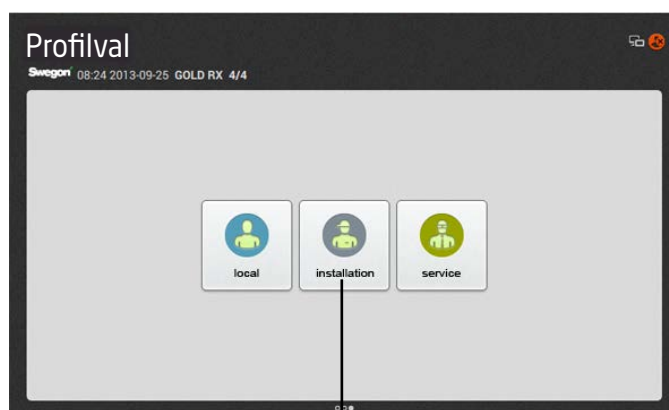 Profilval
Swegon 08:24 2013-09-25 GOLD RX 4/4
local installation service